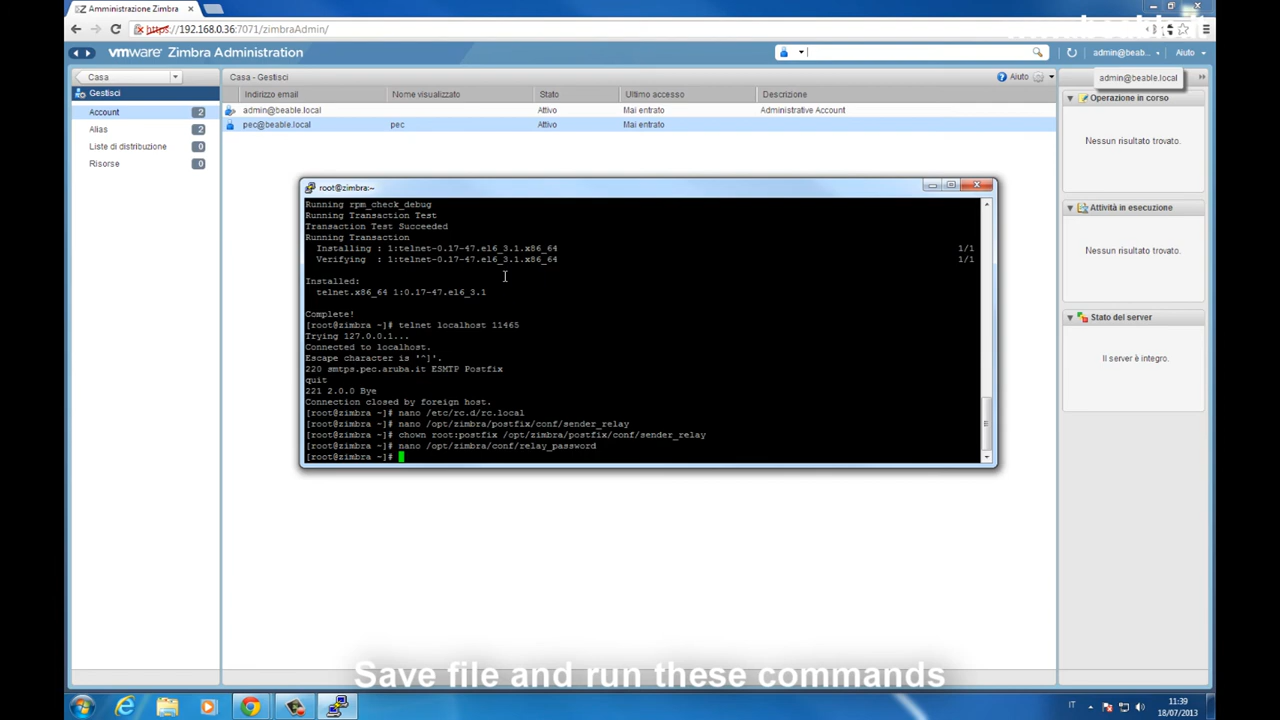 Amministrazione Zimbra
https://192.168.0.36:7071/zimbraAdmin/
vmware Zimbra Administration
admin@beab...
Aiuto
Casa
Casa - Gestisci
Aiuto
admin@beable.local
Gestisci
Indirizzo email
Nome visualizzato
Stato
Ultimo accesso
Descrizione
Operazione in corso
Account
2
admin@beable.local
Attivo
Mai entrato
Administrative Account
Alias
2
pec@beable.local
pec
Attivo
Mai entrato
Nessun risultato trovato.
Liste di distribuzione
0
Risorse
0
Attività in esecuzione
Nessun risultato trovato.
Stato del server
Il server è integro.
root@zimbra:~
Running rpm_check_debug
Running Transaction Test
Transaction Test Succeeded
Running Transaction
Installing : 1:telnet-0.17-47.el6_3.1.x86_64 1/1
Verifying : 1:telnet-0.17-47.el6_3.1.x86_64 1/1
Installed:
telnet.x86_64 1:0.17-47.el6_3.1
Complete!
[root@zimbra ~]# telnet localhost 11465
Trying 127.0.0.1...
Connected to localhost.
Escape character is '^]'.
220 smtps.pec.aruba.it ESMTP Postfix
quit
221 2.0.0 Bye
Connection closed by foreign host.
[root@zimbra ~]# nano /etc/rc.d/rc.local
[root@zimbra ~]# nano /opt/zimbra/postfix/conf/sender_relay
[root@zimbra ~]# chown root:postfix /opt/zimbra/postfix/conf/sender_relay
[root@zimbra ~]# nano /opt/zimbra/conf/relay_password
[root@zimbra ~]#
Save file and run these commands
IT
11:39
18/07/2013